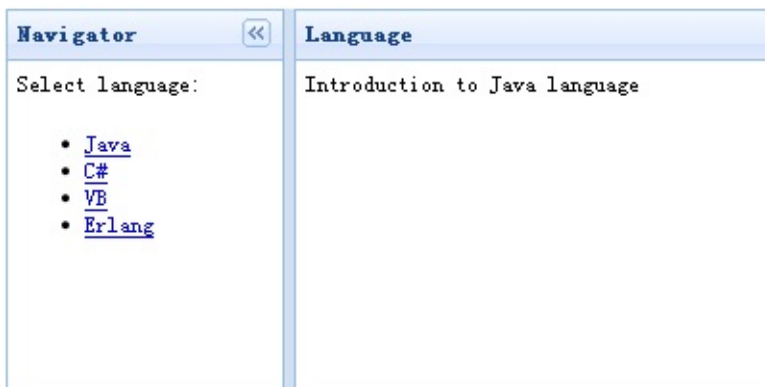 Navigator
Select language:
Java
C#
VB
Erlang
Language
Introduction to Java language